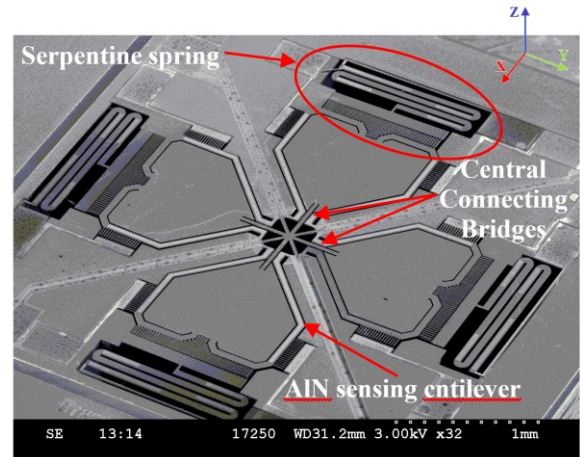 Z
Y
X
Serpentine spring
Central
Connecting
Bridges
AlN sensing cntilever
SE 13:14 17250 WD31.2mm 3.00kV x32 1mm